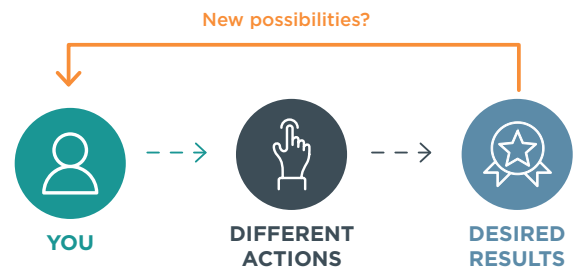 New possibilities?
YOU
DIFFERENT
ACTIONS
DESIRED
RESULTS